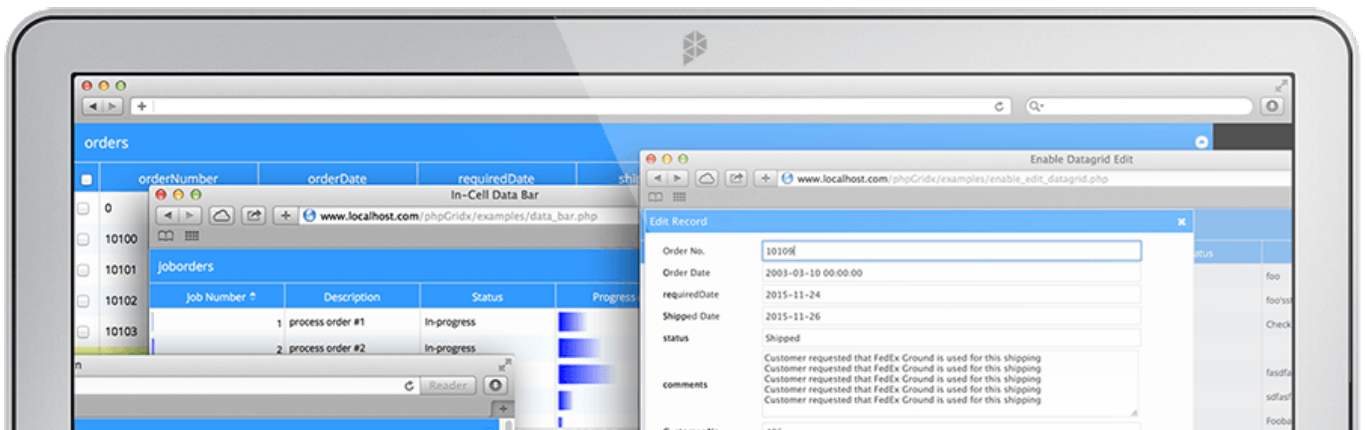 orders
orderNumber orderDate requiredDate
0
10100
10101
10102
10103
In-Cell Data Bar
www.localhost.com/phpGridx/examples/data_bar.php
joborders
Job Number Description Status Progress
1 process order #1 In-progress
2 process order #2 In-progress
Reader
Enable Datagrid Edit
www.localhost.com/phpGridx/examples/enable_edit_datagrid.php
Edit Record
Order No. 10109
Order Date 2003-03-10 00:00:00
requiredDate 2015-11-24
Shipped Date 2015-11-26
status Shipped
comments
Customer requested that FedEx Ground is used for this shipping
Customer requested that FedEx Ground is used for this shipping
Customer requested that FedEx Ground is used for this shipping
Customer requested that FedEx Ground is used for this shipping
Customer requested that FedEx Ground is used for this shipping
atus
foo
foo'sst
Check
fasdfa
sdfasf
Fooba